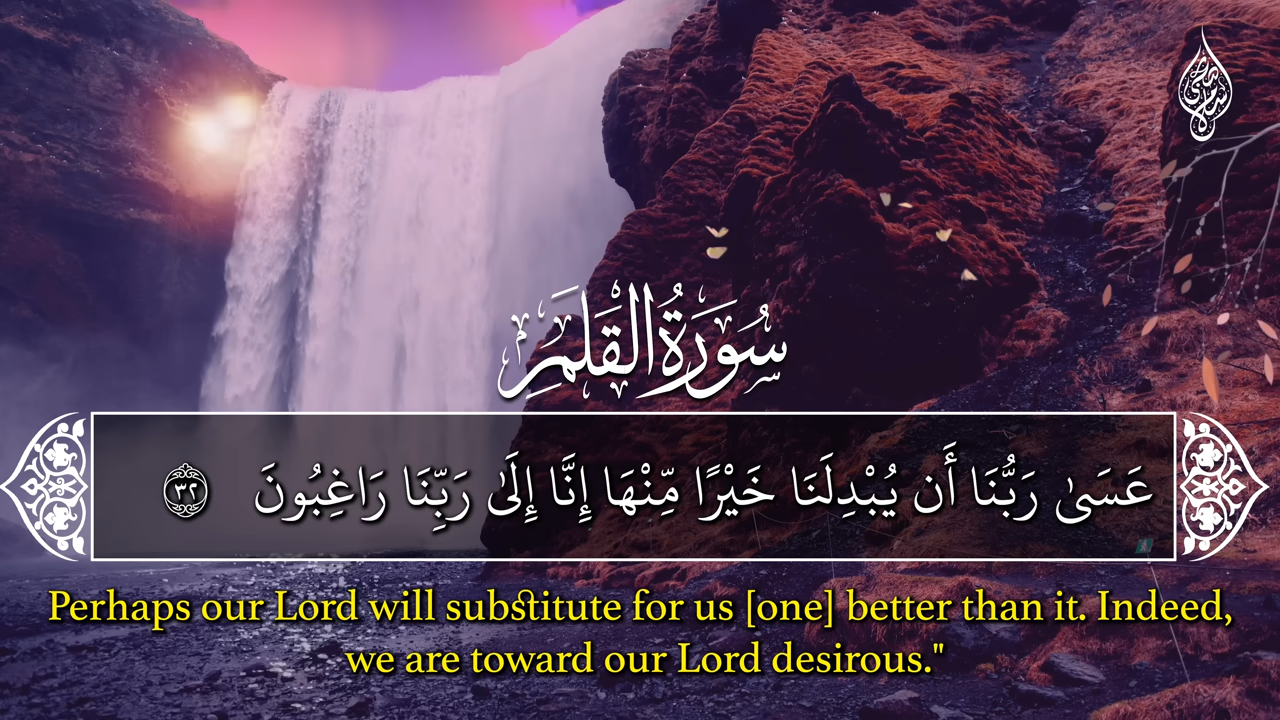 سُورَةُ القَلَمِ
عَسَىٰ رَبُّنَا أَن يُبْدِلَنَا خَيْرًا مِّنْهَا إِنَّا إِلَىٰ رَبِّنَا رَاغِبُونَ ٣٢
Perhaps our Lord will substitute for us [one] better than it. Indeed,
we are toward our Lord desirous."